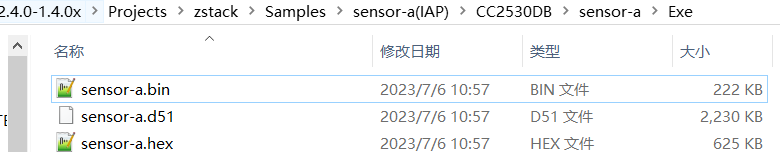 2.4.0-1.4.0x > Projects > zstack > Samples > sensor-a(IAP) > CC2530DB > sensor-a > Exe
名称 修改日期 类型 大小
sensor-a.bin 2023/7/6 10:57 BIN 文件 222 KB
sensor-a.d51 2023/7/6 10:57 D51 文件 2,230 KB
sensor-a.hex 2023/7/6 10:57 HEX 文件 625 KB